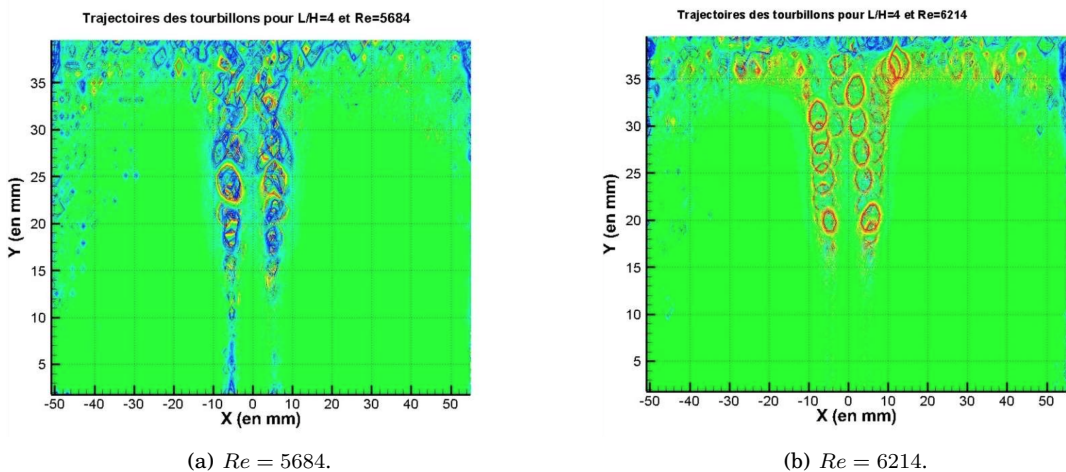 Trajectoires des tourbillons pour L/H=4 et Re=5684
Y (en mm)
35
30
25
20
15
10
5
-50 -40 -30 -20 -10 0 10 20 30 40 50
X (en mm)
(a) Re = 5684.
Trajectoires des tourbillons pour L/H=4 et Re=6214
Y (en mm)
35
30
25
20
15
10
5
-50 -40 -30 -20 -10 0 10 20 30 40 50
X (en mm)
(b) Re = 6214.